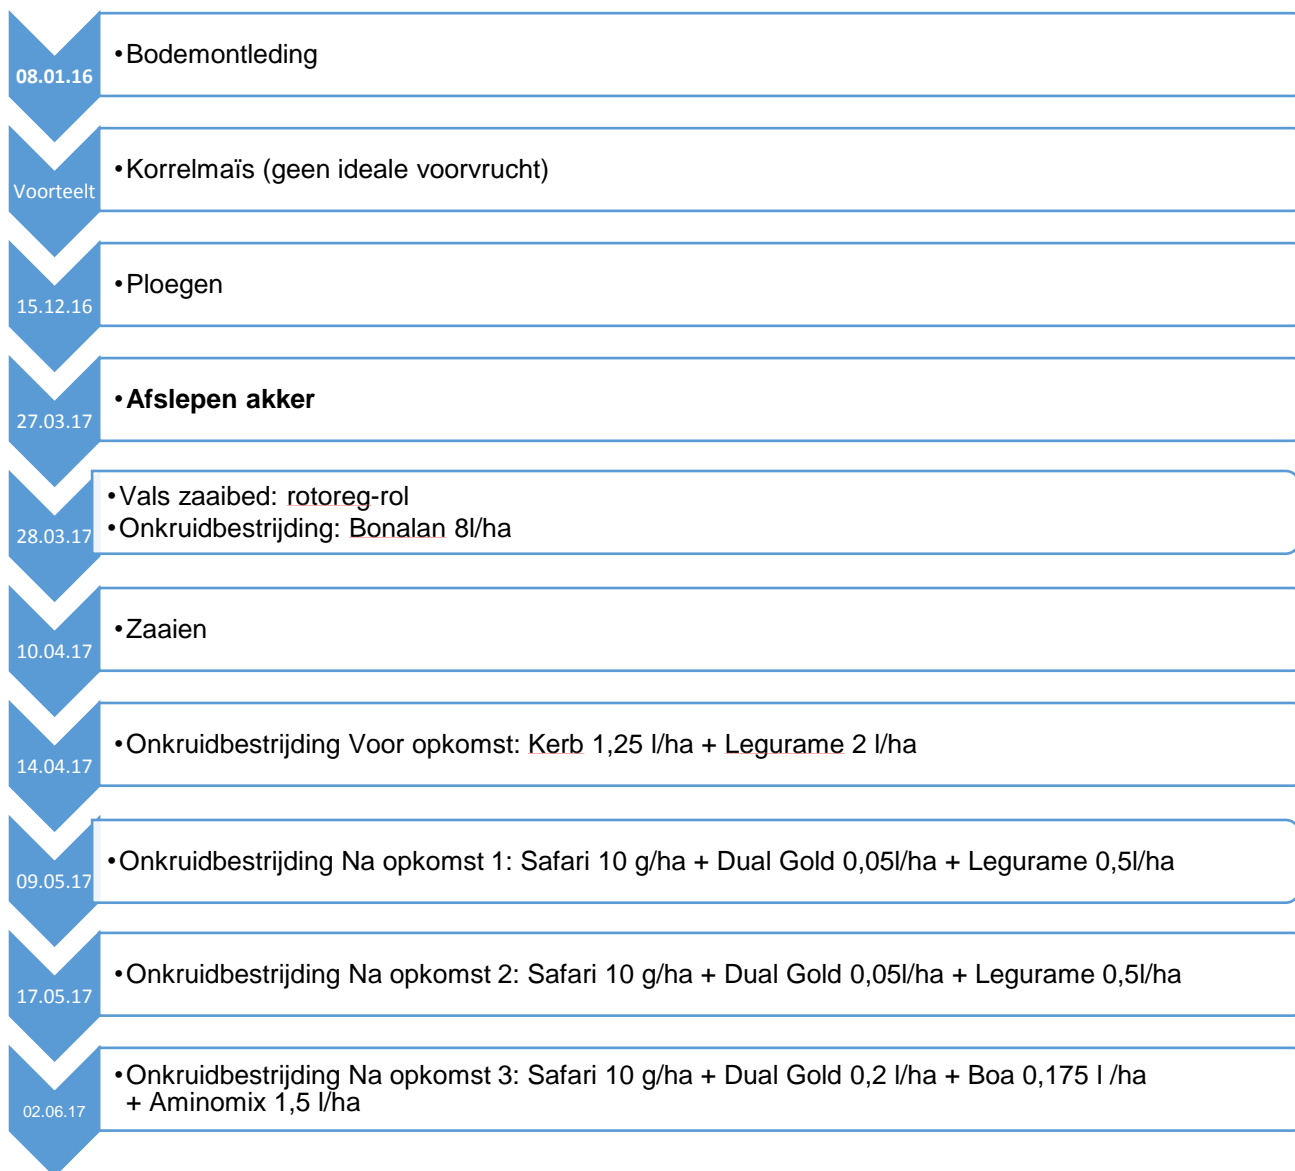 08.01.16
•Bodemontleding
Voorteelt
•Korrelmaïs (geen ideale voorvrucht)
15.12.16
•Ploegen
27.03.17
•Afslepen akker
28.03.17
•Vals zaaibed: rotoreg-rol
•Onkruidbestrijding: Bonalan 8l/ha
10.04.17
•Zaaien
14.04.17
•Onkruidbestrijding Voor opkomst: Kerb 1,25 l/ha + Legurame 2 l/ha
09.05.17
•Onkruidbestrijding Na opkomst 1: Safari 10 g/ha + Dual Gold 0,05l/ha + Legurame 0,5l/ha
17.05.17
•Onkruidbestrijding Na opkomst 2: Safari 10 g/ha + Dual Gold 0,05l/ha + Legurame 0,5l/ha
02.06.17
•Onkruidbestrijding Na opkomst 3: Safari 10 g/ha + Dual Gold 0,2 l/ha + Boa 0,175 l /ha
+ Aminomix 1,5 l/ha